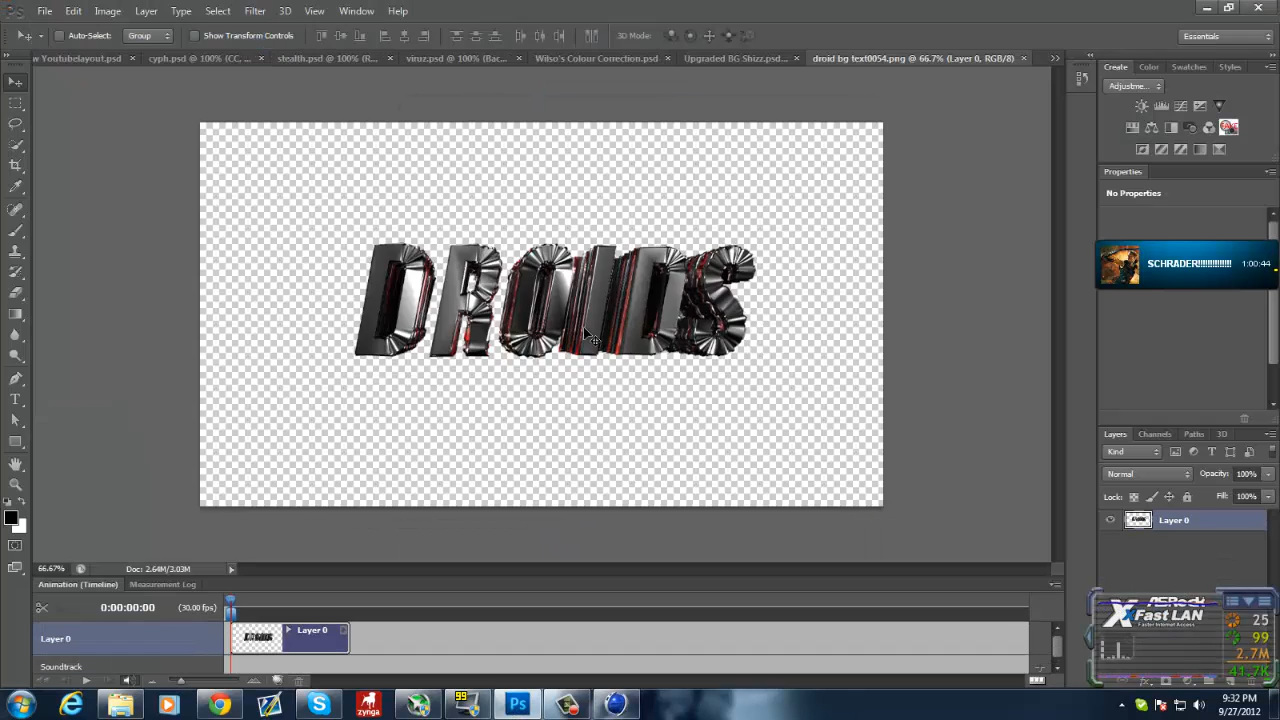 Ps File Edit Image Layer Type Select Filter 3D View Window Help
Auto-Select: Group Show Transform Controls 3D Mode: Essentials
w Youtubelayout.psd × cyph.psd @ 100% (CC, ... × stealth.psd @ 100% (R... × viruz.psd @ 100% (Bac... × Wilso's Colour Correction.psd × Upgraded BG Shizz.psd... × droid bg text0054.png @ 66.7% (Layer 0, RGB/8) ×
Create Color Swatches Styles
Adjustme...
Properties
No Properties
DROIDS
SCHRADER!!!!!!!!!!!!!! 1:00:44
Layers Channels Paths 3D
Kind
Normal Opacity: 100%
Lock: Fill: 100%
Layer 0
66.67% Doc: 2.64M/3.03M
Animation (Timeline) Measurement Log
0:00:00:00 (30.00 fps)
Layer 0 Layer 0
Soundtrack
ASRock
XFast LAN
Faster Internet Access
25
99
2.7M
41.7K
zynga
99
Ps
9:32 PM
9/27/2012